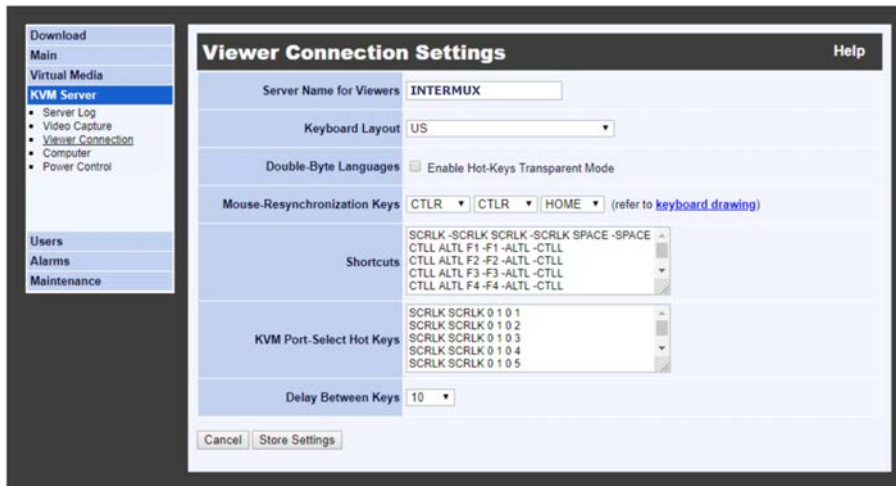 Download
Main
Virtual Media
KVM Server
Server Log
Video Capture
Viewer Connection
Computer
Power Control
Users
Alarms
Maintenance
Viewer Connection Settings
Help
Server Name for Viewers INTERMUX
Keyboard Layout US
Double-Byte Languages Enable Hot-Keys Transparent Mode
Mouse-Resynchronization Keys CTLR CTLR HOME (refer to keyboard drawing)
Shortcuts
SCRLK -SCRLK SCRLK -SCRLK SPACE -SPACE
CTLL ALTL F1 -F1 -ALTL -CTLL
CTLL ALTL F2 -F2 -ALTL -CTLL
CTLL ALTL F3 -F3 -ALTL -CTLL
CTLL ALTL F4 -F4 -ALTL -CTLL
KVM Port-Select Hot Keys
SCRLK SCRLK 0 1 0 1
SCRLK SCRLK 0 1 0 2
SCRLK SCRLK 0 1 0 3
SCRLK SCRLK 0 1 0 4
SCRLK SCRLK 0 1 0 5
Delay Between Keys 10
Cancel Store Settings